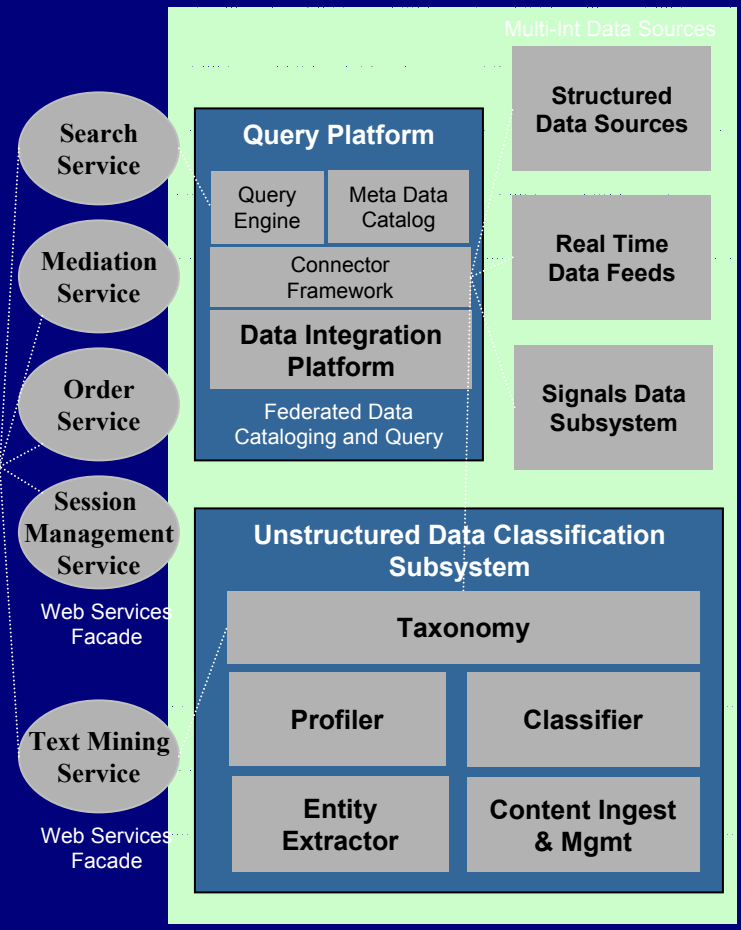 Multi-Int Data Sources
Structured
Data Sources
Real Time
Data Feeds
Signals Data
Subsystem
Search
Service
Mediation
Service
Order
Service
Session
Management
Service
Web Services
Facade
Text Mining
Service
Web Services
Facade
Query Platform
Query
Engine
Meta Data
Catalog
Connector
Framework
Data Integration
Platform
Federated Data
Cataloging and Query
Unstructured Data Classification
Subsystem
Taxonomy
Profiler
Classifier
Entity
Extractor
Content Ingest
& Mgmt